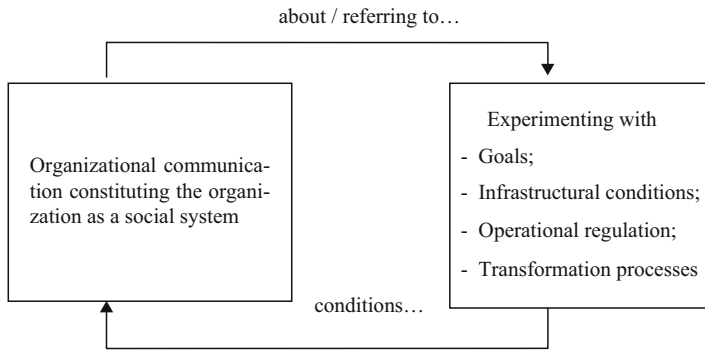 about / referring to…
Organizational communica-
tion constituting the organi-
zation as a social system
Experimenting with
- Goals;
- Infrastructural conditions;
- Operational regulation;
- Transformation processes
conditions…